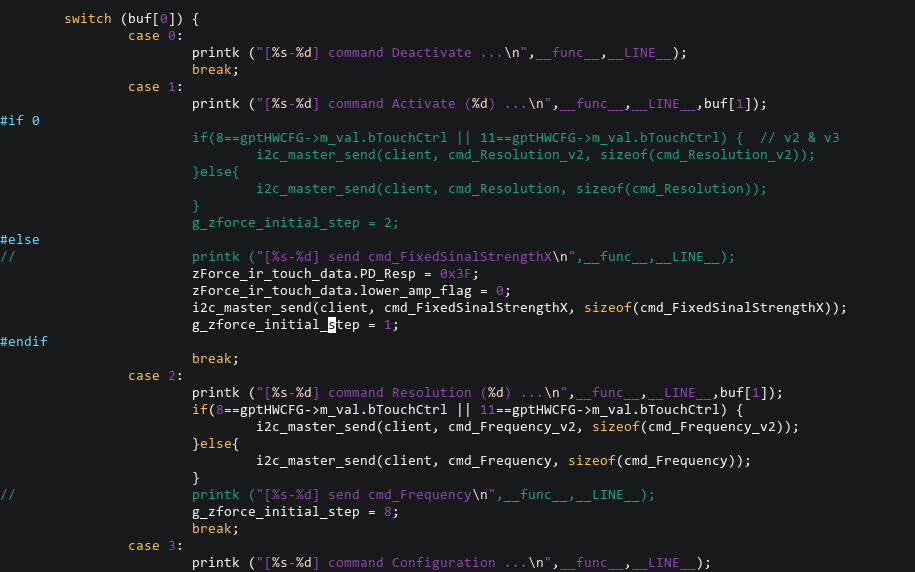 switch (buf[0]) {
case 0:
printk ("[%s-%d] command Deactivate ...\n",__func__,__LINE__);
break;
case 1:
printk ("[%s-%d] command Activate (%d) ...\n",__func__,__LINE__,buf[1]);
#if 0
if(8==gptHWCFG->m_val.bTouchCtrl || 11==gptHWCFG->m_val.bTouchCtrl) {  // v2 & v3
i2c_master_send(client, cmd_Resolution_v2, sizeof(cmd_Resolution_v2));
}else{
i2c_master_send(client, cmd_Resolution, sizeof(cmd_Resolution));
}
g_zforce_initial_step = 2;
#else
// printk ("[%s-%d] send cmd_FixedSinalStrengthX\n",__func__,__LINE__);
zForce_ir_touch_data.PD_Resp = 0x3F;
zForce_ir_touch_data.lower_amp_flag = 0;
i2c_master_send(client, cmd_FixedSinalStrengthX, sizeof(cmd_FixedSinalStrengthX));
g_zforce_initial_step = 1;
#endif
break;
case 2:
printk ("[%s-%d] command Resolution (%d) ...\n",__func__,__LINE__,buf[1]);
if(8==gptHWCFG->m_val.bTouchCtrl || 11==gptHWCFG->m_val.bTouchCtrl) {
i2c_master_send(client, cmd_Frequency_v2, sizeof(cmd_Frequency_v2));
}else{
i2c_master_send(client, cmd_Frequency, sizeof(cmd_Frequency));
}
// printk ("[%s-%d] send cmd_Frequency\n",__func__,__LINE__);
g_zforce_initial_step = 8;
break;
case 3:
printk ("[%s-%d] command Configuration ...\n",__func__,__LINE__);